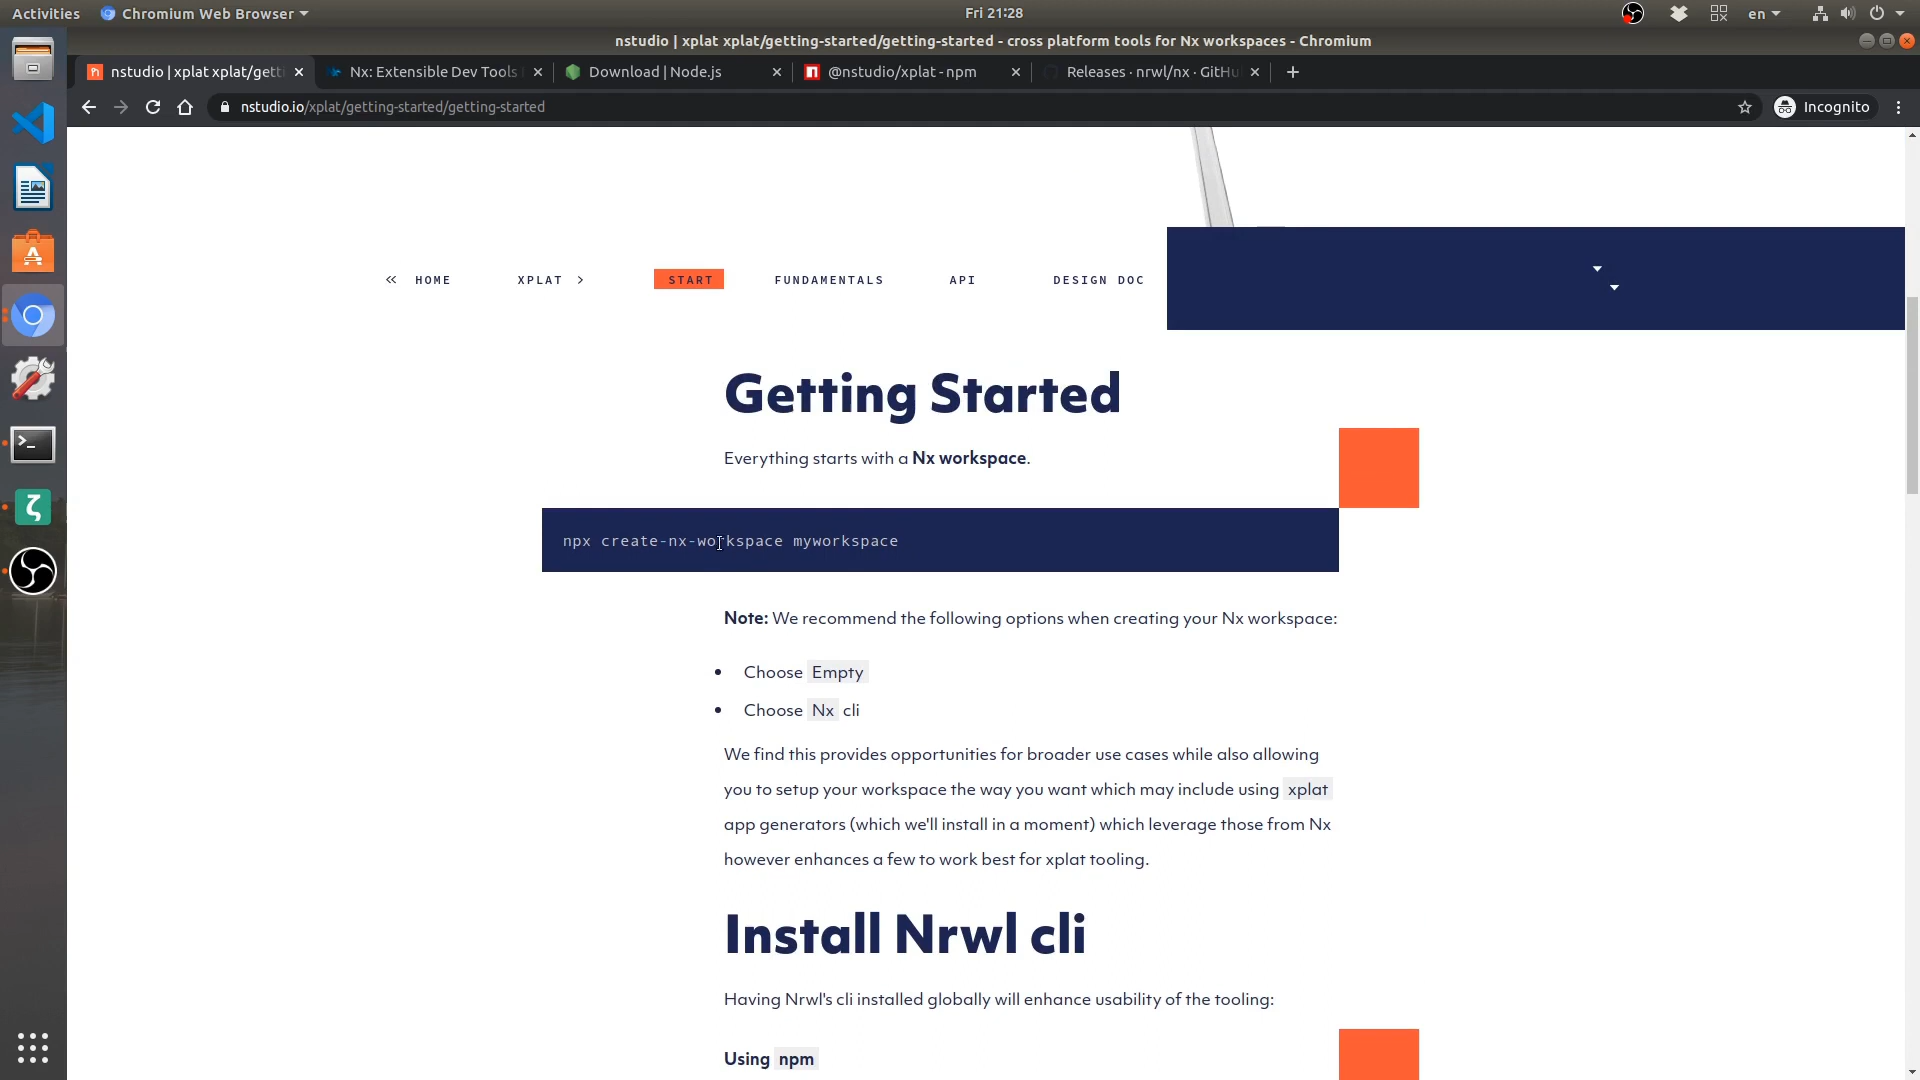 Activities
Chromium Web Browser
Fri 21:28
en
nstudio | xplat xplat/getting-started/getting-started - cross platform tools for Nx workspaces - Chromium
nstudio | xplat xplat/getti
Nx: Extensible Dev Tools
Download | Node.js
@nstudio/xplat - npm
Releases · nrwl/nx · GitHu
nstudio.io/xplat/getting-started/getting-started
Incognito
« HOME
XPLAT >
START
FUNDAMENTALS
API
DESIGN DOC
Getting Started
Everything starts with a Nx workspace.
npx create-nx-workspace myworkspace
Note: We recommend the following options when creating your Nx workspace:
• Choose Empty
• Choose Nx cli
We find this provides opportunities for broader use cases while also allowing
you to setup your workspace the way you want which may include using xplat
app generators (which we'll install in a moment) which leverage those from Nx
however enhances a few to work best for xplat tooling.
Install Nrwl cli
Having Nrwl's cli installed globally will enhance usability of the tooling:
Using npm